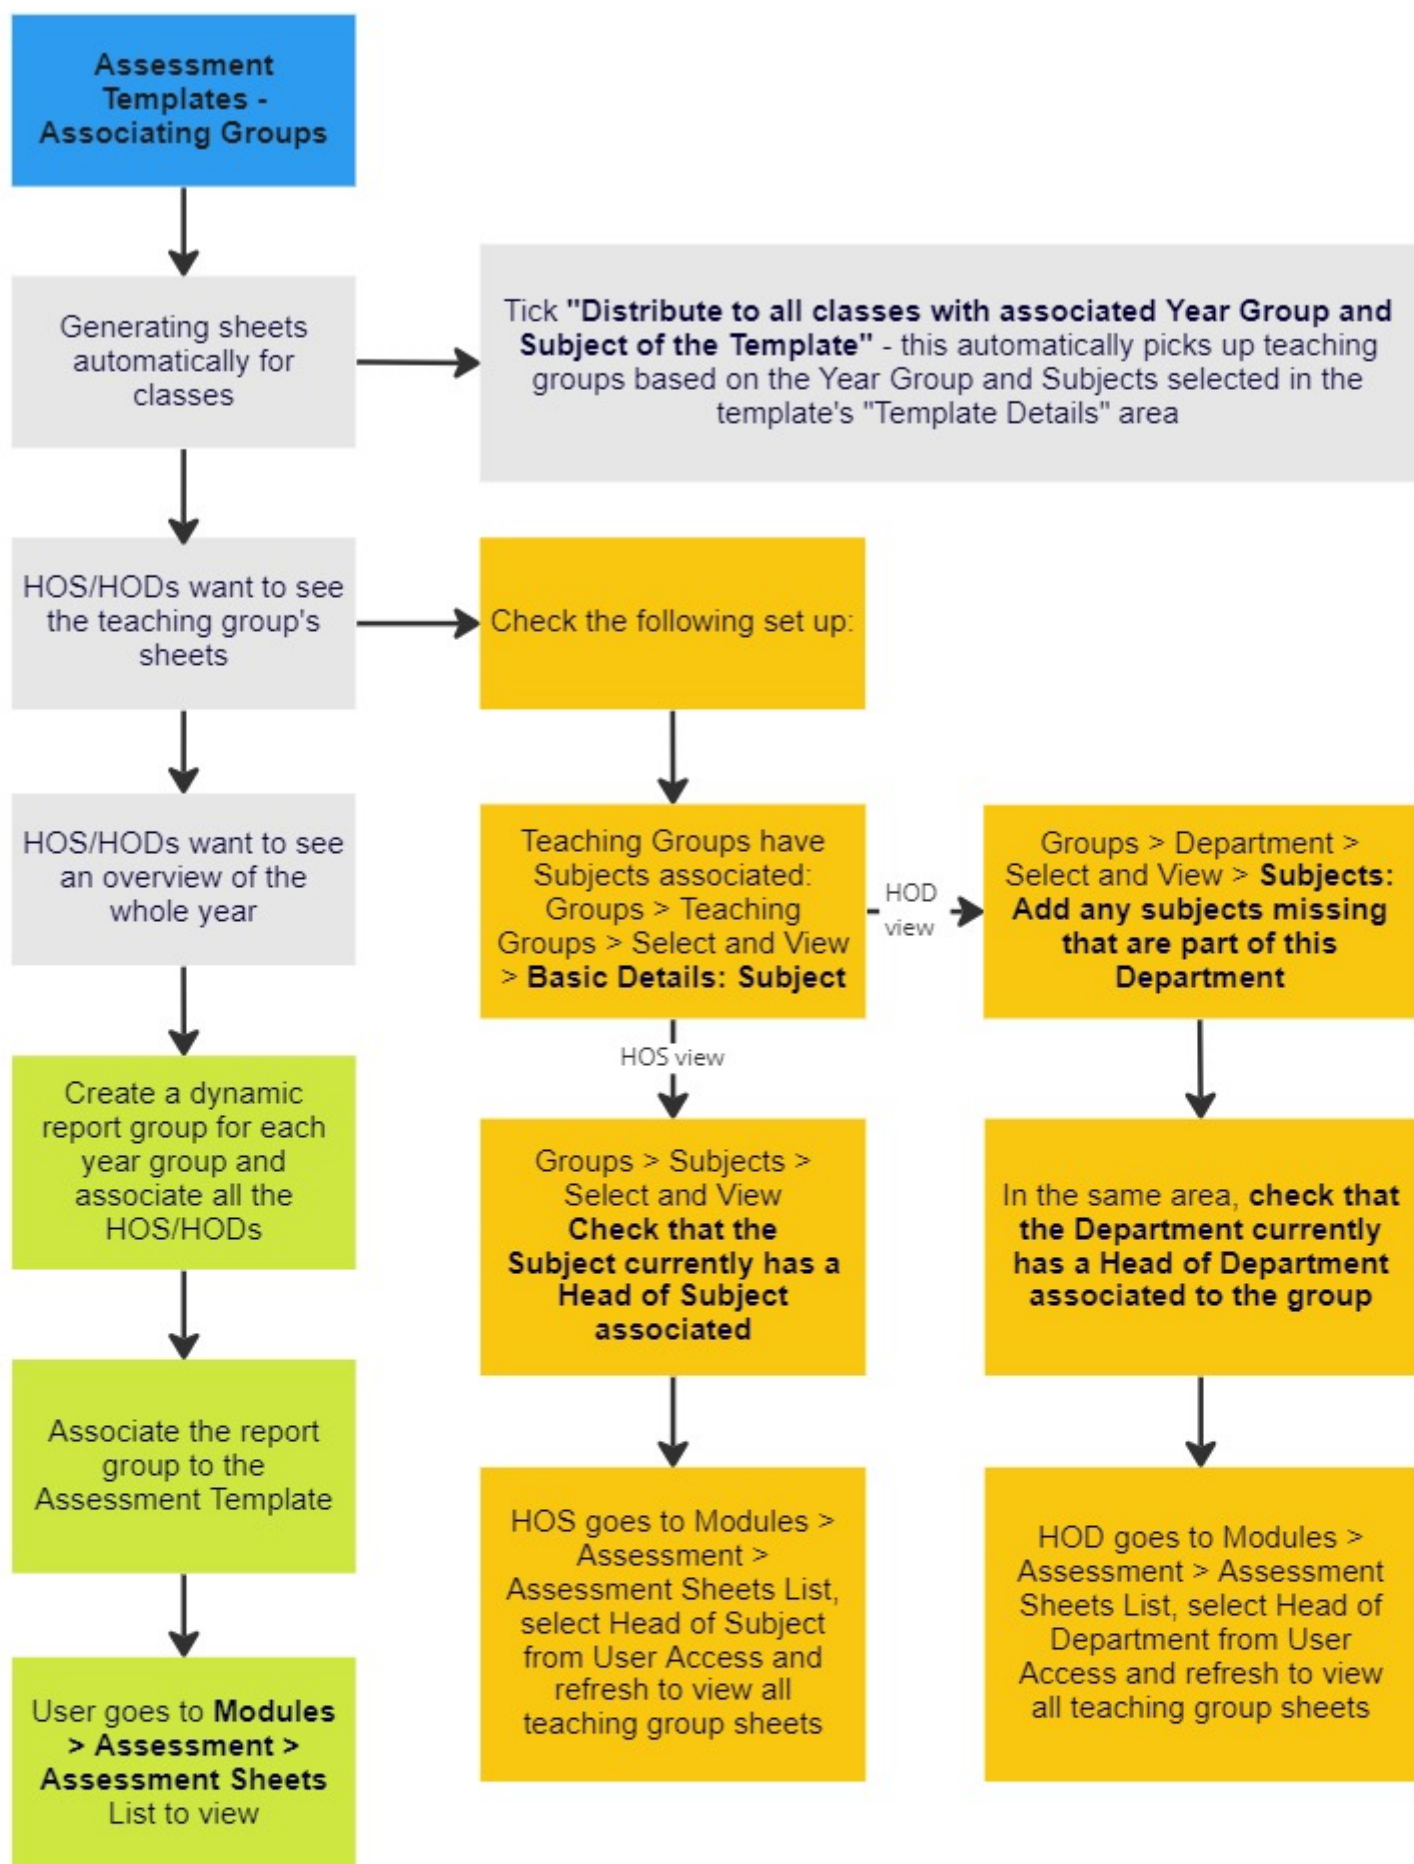 Assessment
Templates -
Associating Groups
Generating sheets
automatically for
classes
Tick "Distribute to all classes with associated Year Group and
Subject of the Template" - this automatically picks up teaching
groups based on the Year Group and Subjects selected in the
template's "Template Details" area
HOS/HODs want to see
the teaching group's
sheets
Check the following set up:
HOS/HODs want to see
an overview of the
whole year
Teaching Groups have
Subjects associated:
Groups > Teaching
Groups > Select and View
> Basic Details: Subject
HOD
view
Groups > Department >
Select and View > Subjects:
Add any subjects missing
that are part of this
Department
HOS view
Create a dynamic
report group for each
year group and
associate all the
HOS/HODs
Groups > Subjects >
Select and View
Check that the
Subject currently has a
Head of Subject
associated
In the same area, check that
the Department currently
has a Head of Department
associated to the group
Associate the report
group to the
Assessment Template
HOS goes to Modules >
Assessment >
Assessment Sheets List,
select Head of Subject
from User Access and
refresh to view all
teaching group sheets
HOD goes to Modules >
Assessment > Assessment
Sheets List, select Head of
Department from User
Access and refresh to view
all teaching group sheets
User goes to Modules
> Assessment >
Assessment Sheets
List to view